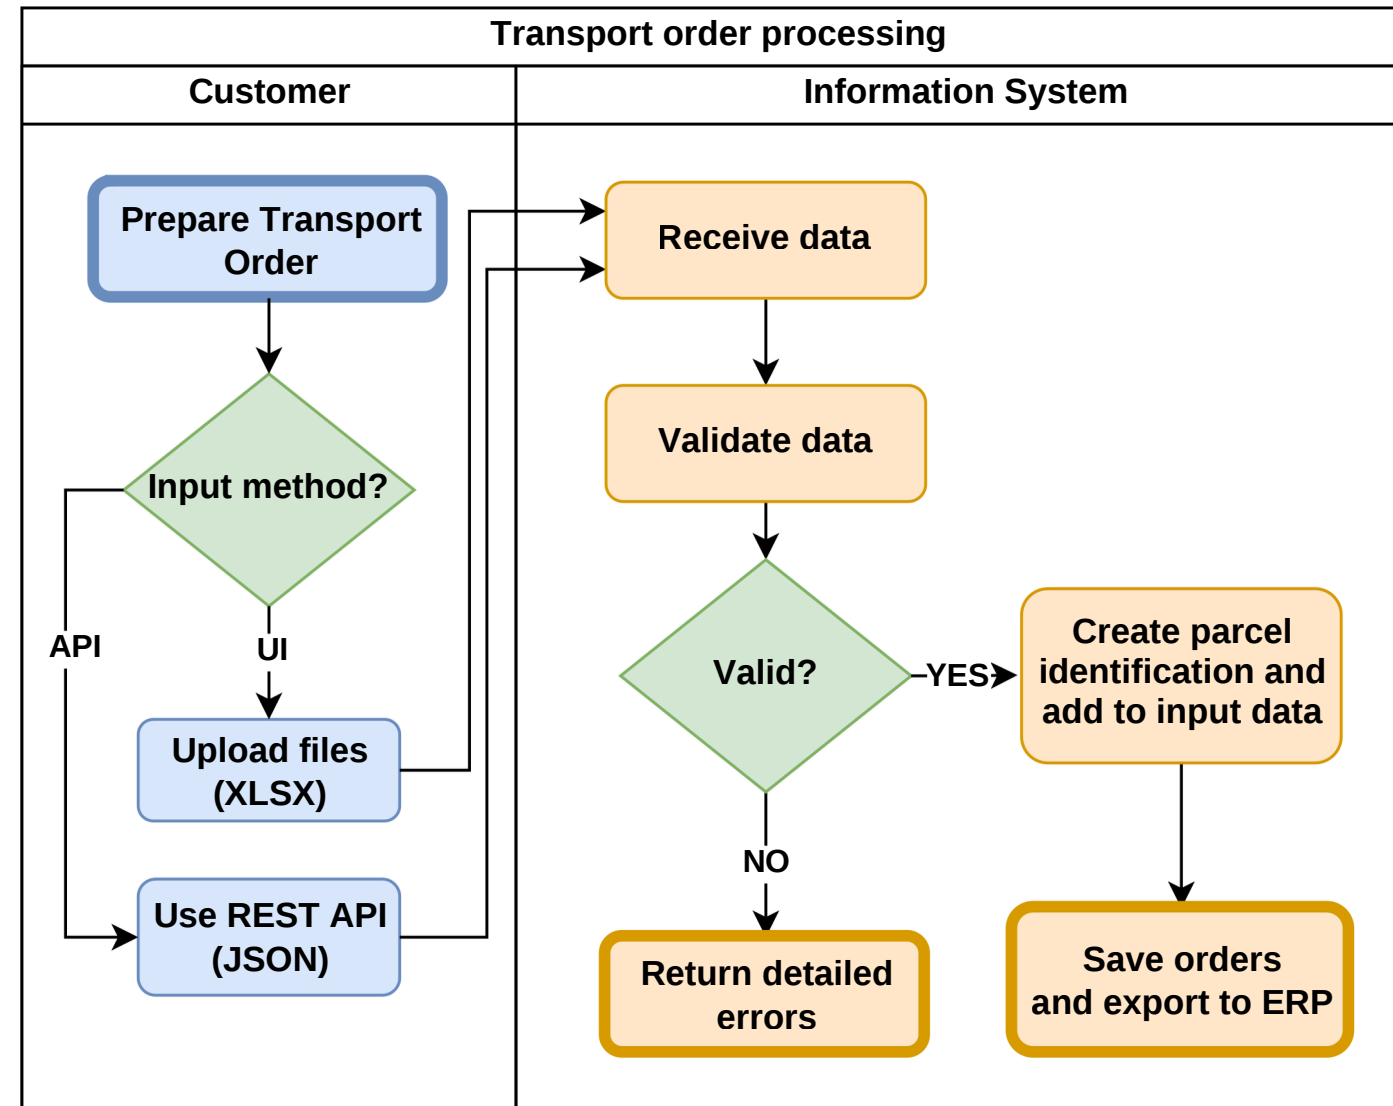 Transport order processing
Customer
Information System
Prepare Transport
Order
Input method?
API
UI
Upload files
(XLSX)
Use REST API
(JSON)
Receive data
Validate data
Valid?
YES
NO
Create parcel
identification and
add to input data
Return detailed
errors
Save orders
and export to ERP